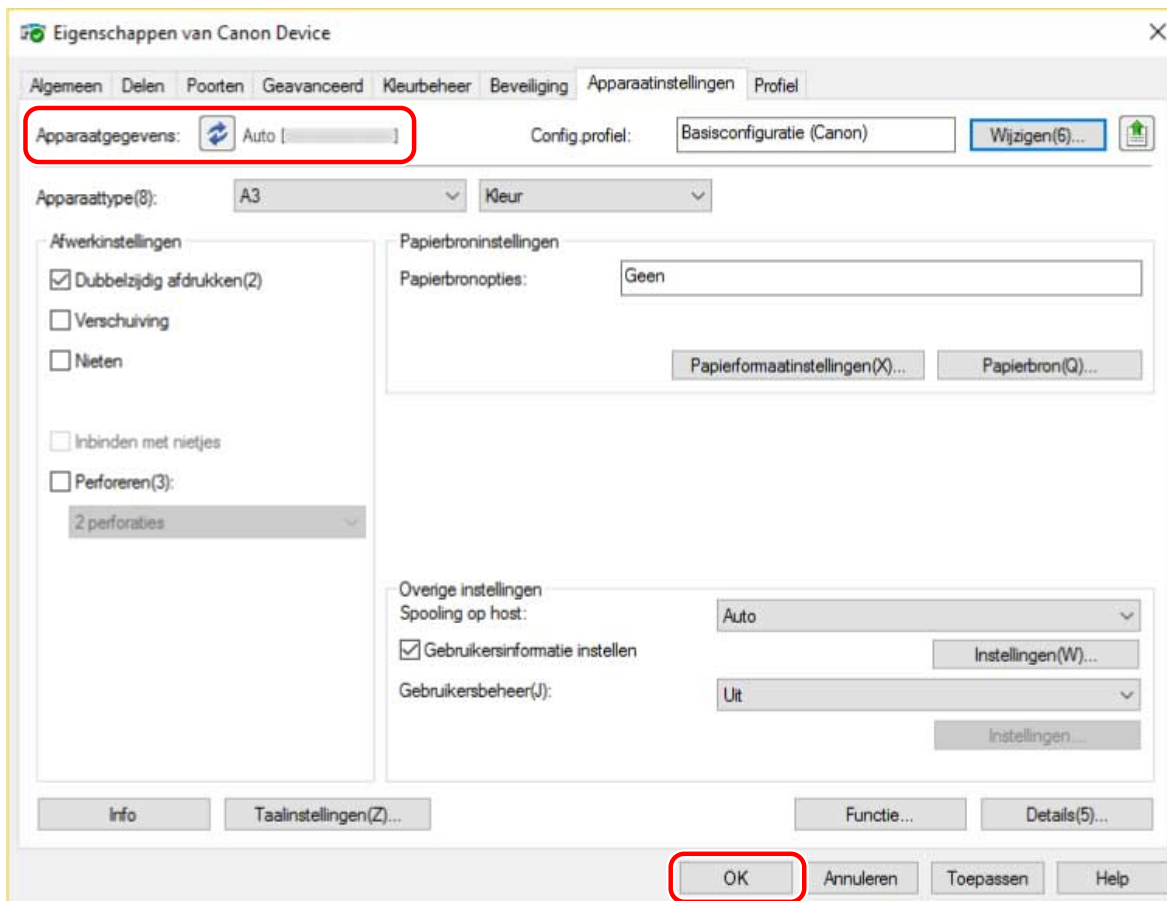 Eigenschappen van Canon Device
Algemeen Delen Poorten Geavanceerd Kleurbeheer Beveiliging Apparaatinstellingen Profiel
Apparaatgegevens: Auto [ ] Config.profiel: Basisconfiguratie (Canon) Wijzigen(6)...
Apparaattype(8): A3 Kleur
Afwerkinstellingen
Dubbelzijdig afdrukken(2)
Verschuiving
Nieten
Inbinden met nietjes
Perforeren(3):
2 perforaties
Papierbroninstellingen
Papierbronopties: Geen
Papierformaatinstellingen(X)... Papierbron(Q)...
Overige instellingen
Spooling op host: Auto
Gebruikersinformatie instellen Instellingen(W)...
Gebruikersbeheer(J): Uit
Instellingen...
Info Taalinstellingen(Z)... Functie... Details(5)...
OK Annuleren Toepassen Help